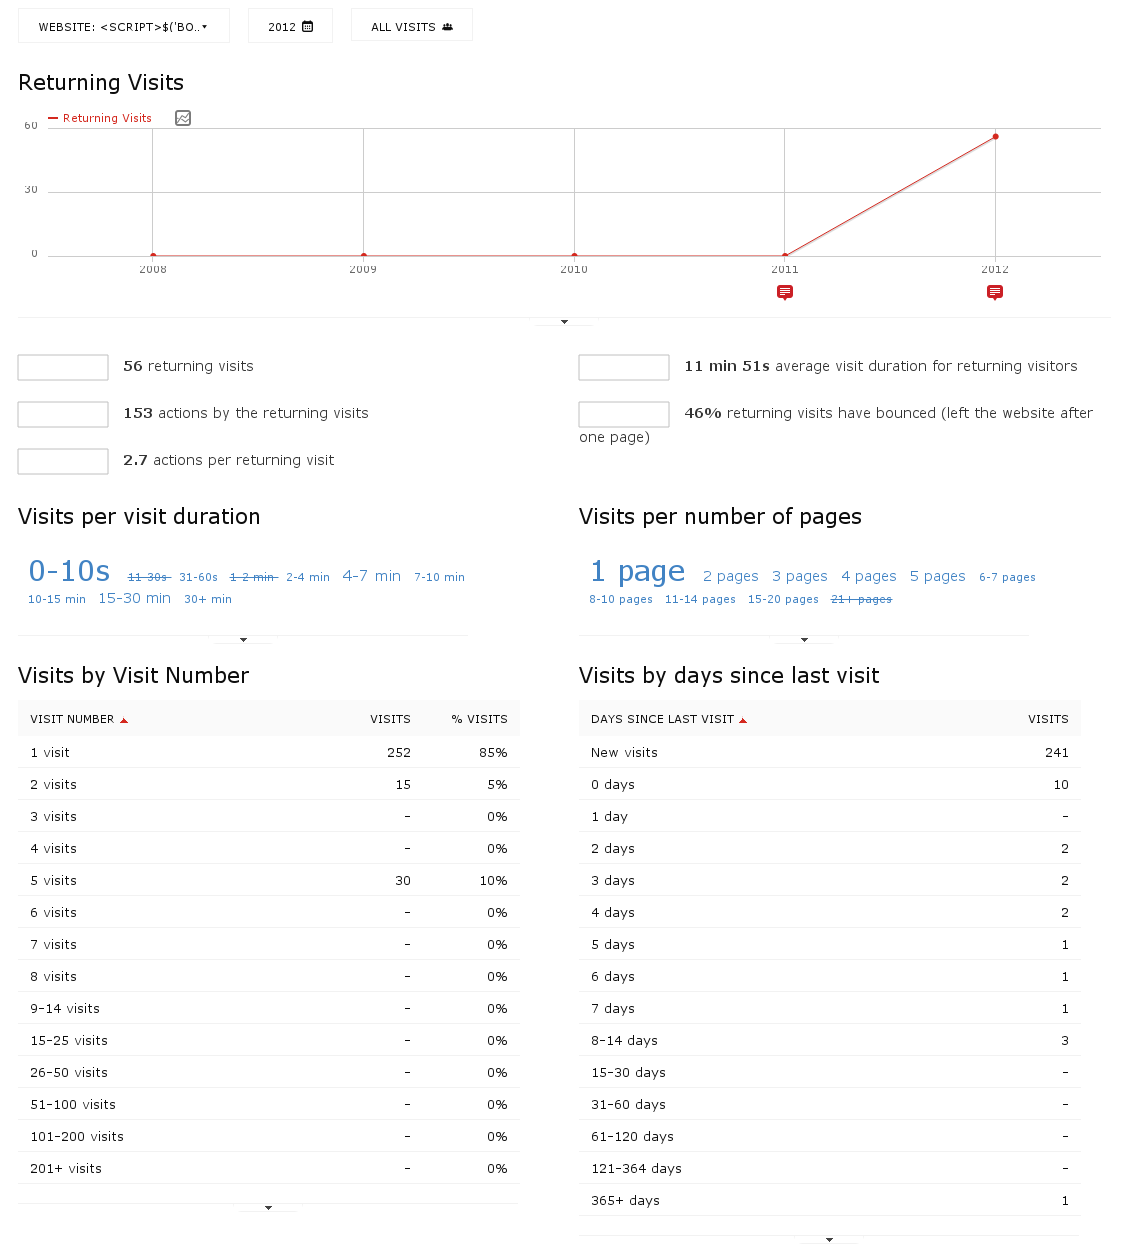 WEBSITE: <SCRIPT>$('BO..
2012
ALL VISITS
Returning Visits
Returning Visits
60
30
0
2008 2009 2010 2011 2012
56 returning visits
153 actions by the returning visits
2.7 actions per returning visit
11 min 51s average visit duration for returning visitors
46% returning visits have bounced (left the website after
one page)
Visits per visit duration
0-10s 11-30s 31-60s 1-2 min 2-4 min 4-7 min 7-10 min
10-15 min 15-30 min 30+ min
Visits per number of pages
1 page 2 pages 3 pages 4 pages 5 pages 6-7 pages
8-10 pages 11-14 pages 15-20 pages 21+ pages
Visits by Visit Number
VISIT NUMBER VISITS % VISITS
1 visit 252 85%
2 visits 15 5%
3 visits - 0%
4 visits - 0%
5 visits 30 10%
6 visits - 0%
7 visits - 0%
8 visits - 0%
9-14 visits - 0%
15-25 visits - 0%
26-50 visits - 0%
51-100 visits - 0%
101-200 visits - 0%
201+ visits - 0%
Visits by days since last visit
DAYS SINCE LAST VISIT VISITS
New visits 241
0 days 10
1 day -
2 days 2
3 days 2
4 days 2
5 days 1
6 days 1
7 days 1
8-14 days 3
15-30 days -
31-60 days -
61-120 days -
121-364 days -
365+ days 1